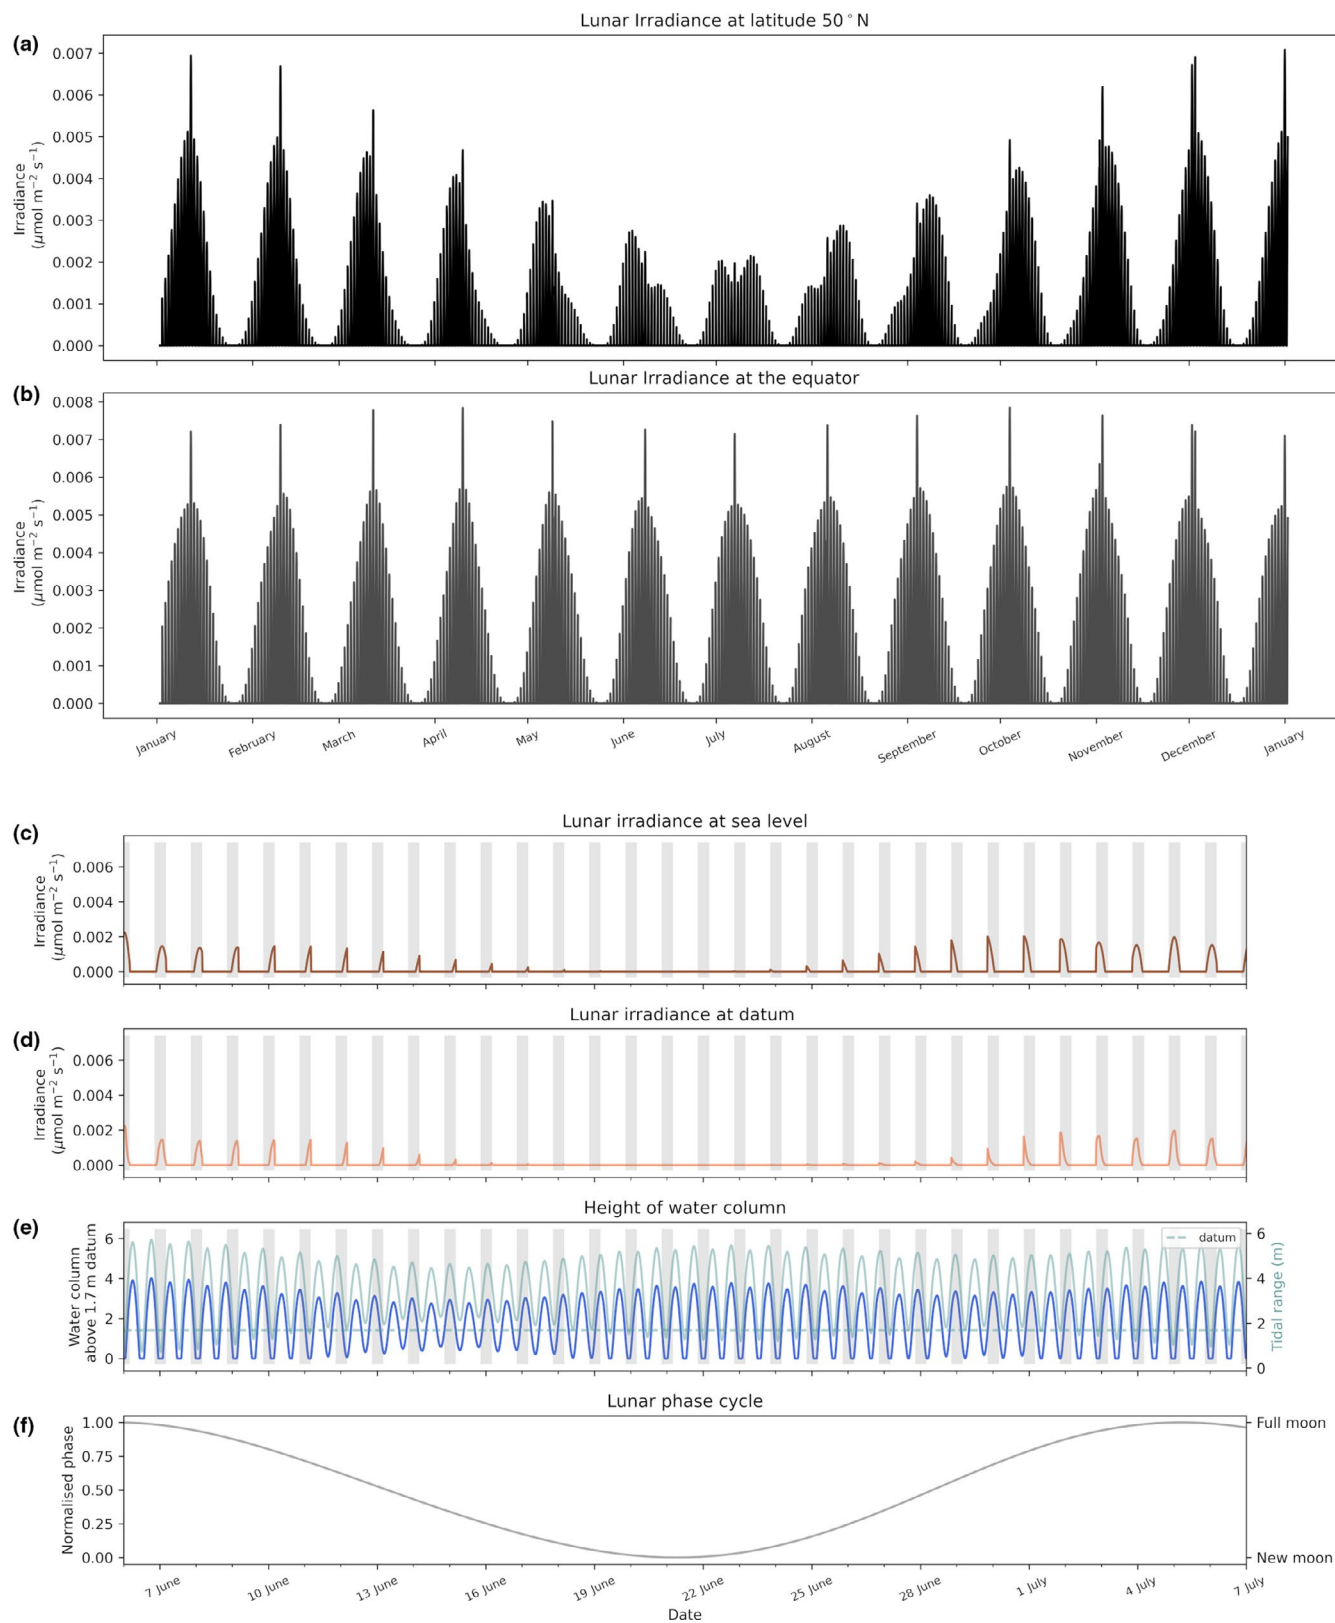 (a)
Lunar Irradiance at latitude 50°N
Irradiance
(μmol m⁻² s⁻¹)
0.007
0.006
0.005
0.004
0.003
0.002
0.001
0.000
(b)
Lunar Irradiance at the equator
Irradiance
(μmol m⁻² s⁻¹)
0.008
0.007
0.006
0.005
0.004
0.003
0.002
0.001
0.000
January
February
March
April
May
June
July
August
September
October
November
December
January
(c)
Lunar irradiance at sea level
Irradiance
(μmol m⁻² s⁻¹)
0.006
0.004
0.002
0.000
(d)
Lunar irradiance at datum
Irradiance
(μmol m⁻² s⁻¹)
0.006
0.004
0.002
0.000
(e)
Height of water column
Water column
above 1.7 m datum
6
4
2
0
datum
6
4
2
0
Tidal range (m)
(f)
Lunar phase cycle
Normalised phase
1.00
0.75
0.50
0.25
0.00
Full moon
New moon
7 June
10 June
13 June
16 June
19 June
22 June
25 June
28 June
1 July
4 July
7 July
Date